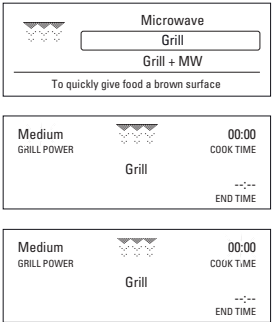 Microwave
Grill
Grill + MW
To quickly give food a brown surface
Medium 00:00
GRILL POWER COOK TIME
Grill
--:--
END TIME
Medium 00:00
GRILL POWER COOK TIME
Grill
--:--
END TIME